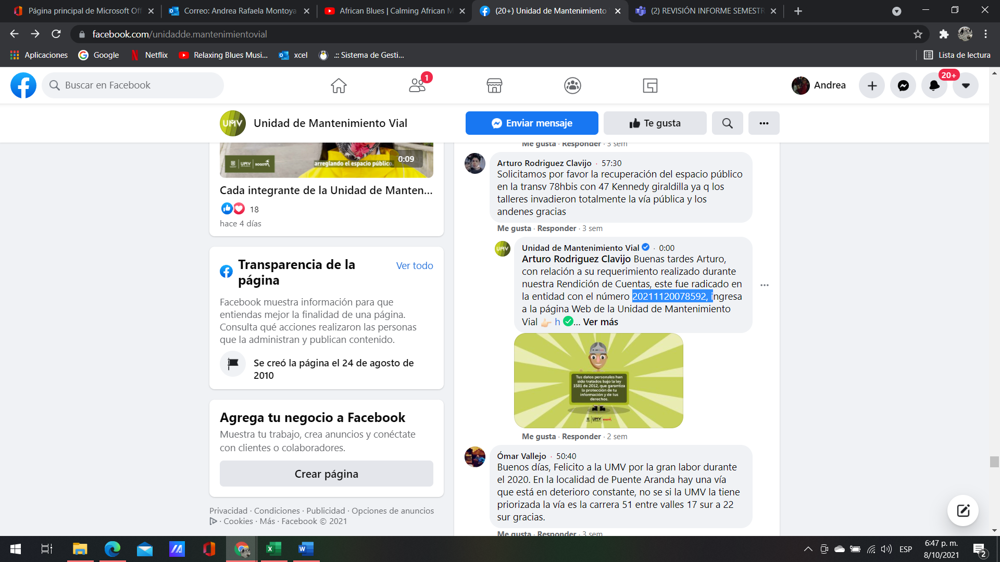 Página principal de Microsoft Off
Correo: Andrea Rafaela Montoya
African Blues | Calming African M
(20+) Unidad de Mantenimiento
(2) REVISIÓN INFORME SEMESTR
facebook.com/unidadde.mantenimientovial
Aplicaciones
Google
Netflix
Relaxing Blues Musi...
xcel
.:: Sistema de Gesti...
Lista de lectura
Buscar en Facebook
1
Andrea
20+
UMV
Unidad de Mantenimiento Vial
Enviar mensaje
Te gusta
UMV
BOGOTÁ
arreglando el espacio público.
0:09
Cada integrante de la Unidad de Manten...
18
hace 4 días
Transparencia de la
página
Ver todo
Facebook muestra información para que
entiendas mejor la finalidad de una página.
Consulta qué acciones realizaron las personas
que la administran y publican contenido.
Se creó la página el 24 de agosto de
2010
Agrega tu negocio a Facebook
Muestra tu trabajo, crea anuncios y conéctate
con clientes o colaboradores.
Crear página
Privacidad · Condiciones · Publicidad · Opciones de anuncios
· Cookies · Más · Facebook © 2021
Me gusta · Responder · 3 sem
Arturo Rodriguez Clavijo · 57:30
Solicitamos por favor la recuperación del espacio público
en la transv 78hbis con 47 Kennedy giraldilla ya q los
talleres invadieron totalmente la vía pública y los
andenes gracias
Me gusta · Responder · 3 sem
UMV
Unidad de Mantenimiento Vial · 0:00
Arturo Rodriguez Clavijo Buenas tardes Arturo,
con relación a su requerimiento realizado durante
nuestra Rendición de Cuentas, este fue radicado en
la entidad con el número 20211120078592, ingresa
a la página Web de la Unidad de Mantenimiento
Vial 👉🏻 h ✅... Ver más
Tus datos personales han
sido tratados bajo la ley
1581 de 2012, que garantiza
la protección de tu
información y de tus
derechos.
UMV
Me gusta · Responder · 2 sem
Ómar Vallejo · 50:40
Buenos días, Felicito a la UMV por la gran labor durante
el 2020. En la localidad de Puente Aranda hay una vía
que está en deterioro constante, no se si la UMV la tiene
priorizada la vía es la carrera 51 entre valles 17 sur a 22
sur gracias.
Me gusta · Responder · 3 sem
ESP
6:47 p. m.
8/10/2021
2